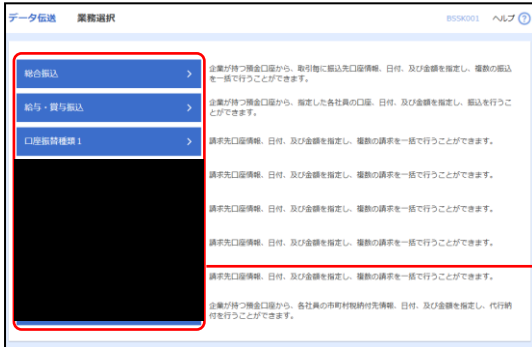 データ伝送　業務選択
BSSK001　ヘルプ ?
総合振込 >
企業が持つ預金口座から、取引毎に振込先口座情報、日付、及び金額を指定し、複数の振込
を一括で行うことができます。
給与・賞与振込 >
企業が持つ預金口座から、指定した各社員の口座、日付、及び金額を指定し、振込を行うこ
とができます。
口座振替種類1 >
請求先口座情報、日付、及び金額を指定し、複数の請求を一括で行うことができます。
請求先口座情報、日付、及び金額を指定し、複数の請求を一括で行うことができます。
請求先口座情報、日付、及び金額を指定し、複数の請求を一括で行うことができます。
請求先口座情報、日付、及び金額を指定し、複数の請求を一括で行うことができます。
請求先口座情報、日付、及び金額を指定し、複数の請求を一括で行うことができます。
企業が持つ預金口座から、各社員の市町村税納付先情報、日付、及び金額を指定し、代行納
付を行うことができます。